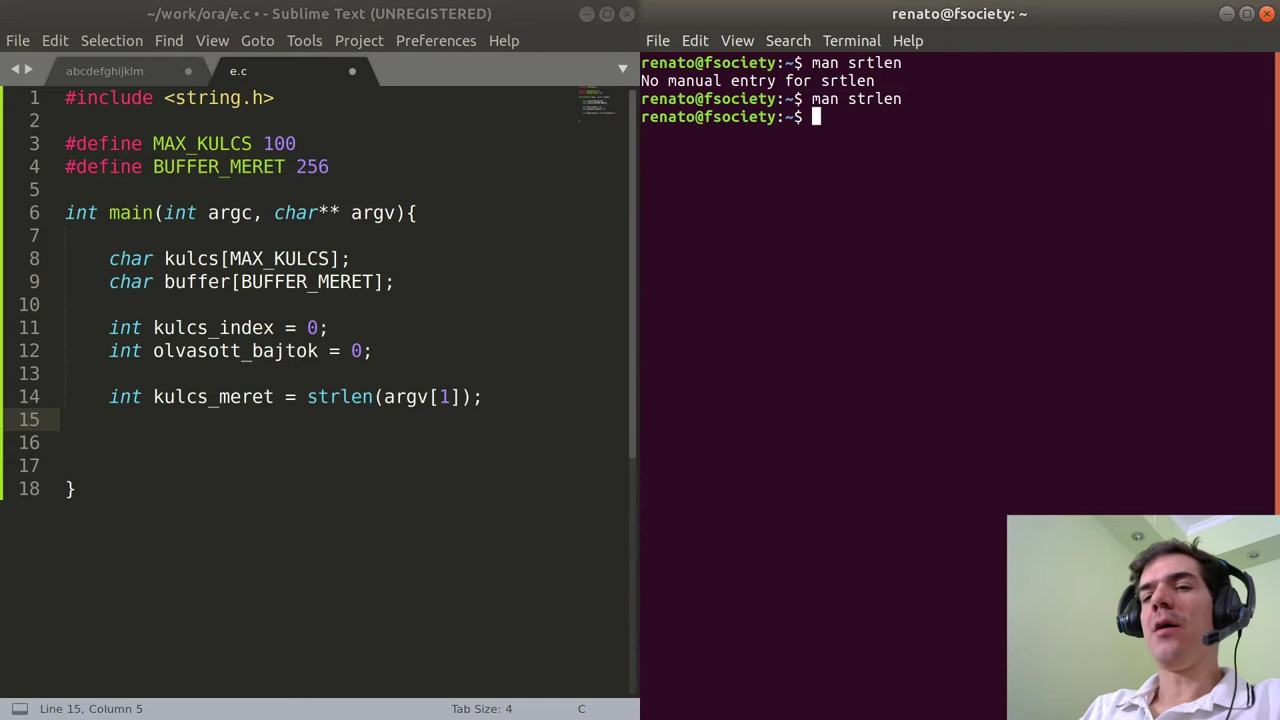 ~/work/ora/e.c • - Sublime Text (UNREGISTERED)
File Edit Selection Find View Goto Tools Project Preferences Help
abcdefghijklm
e.c
1 #include <string.h>
2
3 #define MAX_KULCS 100
4 #define BUFFER_MERET 256
5
6 int main(int argc, char** argv){
7
8 char kulcs[MAX_KULCS];
9 char buffer[BUFFER_MERET];
10
11 int kulcs_index = 0;
12 int olvasott_bajtok = 0;
13
14 int kulcs_meret = strlen(argv[1]);
15
16
17
18 }
Line 15, Column 5
Tab Size: 4
C
renato@fsociety: ~
File Edit View Search Terminal Help
renato@fsociety:~$ man srtlen
No manual entry for srtlen
renato@fsociety:~$ man strlen
renato@fsociety:~$